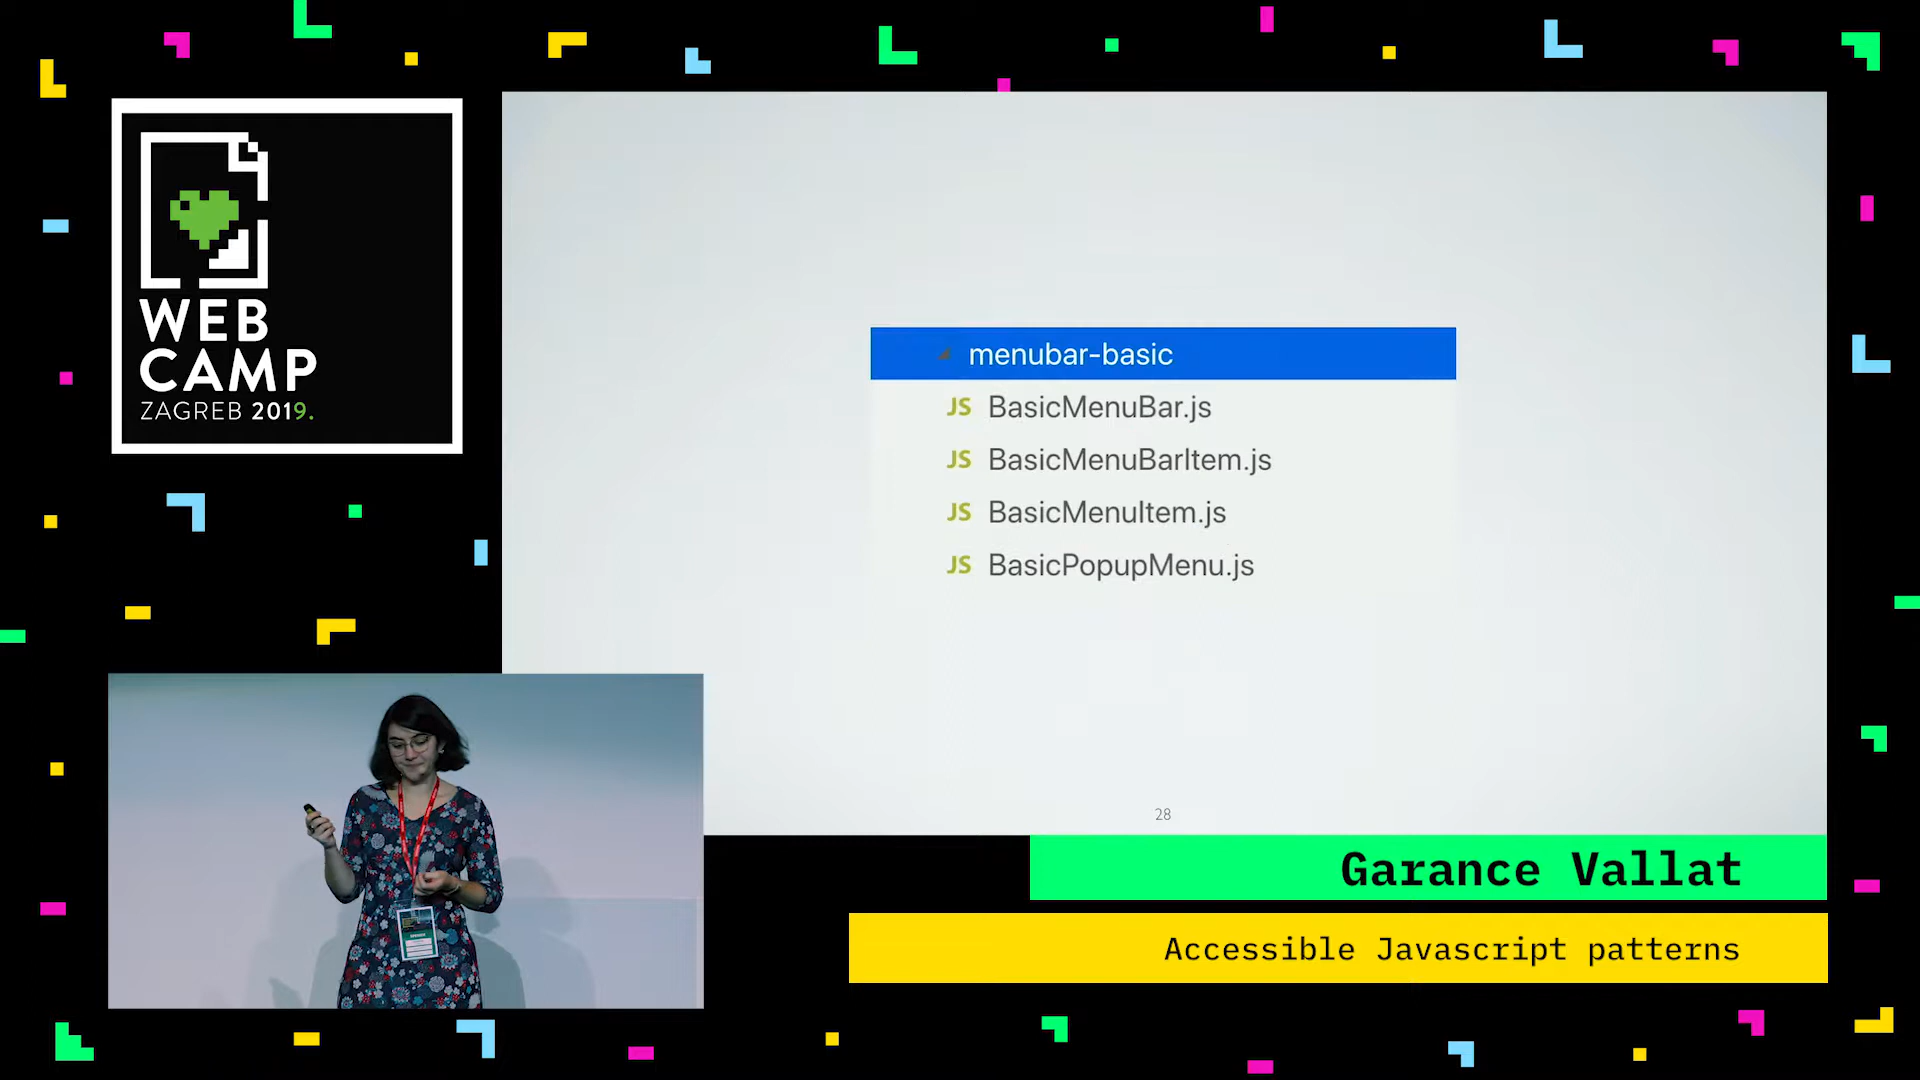 WEB
CAMP
ZAGREB 2019.
menubar-basic
JS BasicMenuBar.js
JS BasicMenuBarItem.js
JS BasicMenuItem.js
JS BasicPopupMenu.js
28
Garance Vallat
Accessible Javascript patterns